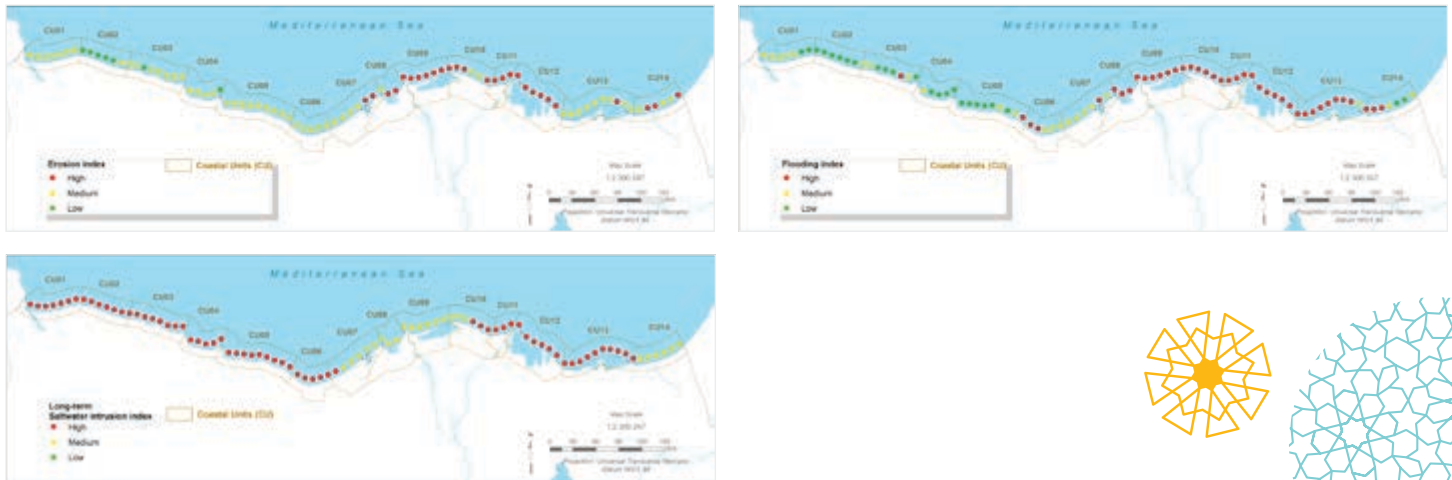 Mediterranean Sea
CU01
CU02
CU03
CU04
CU05
CU06
CU07
CU08
CU09
CU10
CU11
CU12
CU13
CU14
Erosion Index
Coastal Units (CU)
High
Medium
Low
Map Scale
Mediterranean Sea
CU01
CU02
CU03
CU04
CU05
CU06
CU07
CU08
CU09
CU10
CU11
CU12
CU13
CU14
Flooding Index
Coastal Units (CU)
High
Medium
Low
Map Scale
Mediterranean Sea
CU01
CU02
CU03
CU04
CU05
CU06
CU07
CU08
CU09
CU10
CU11
CU12
CU13
CU14
Long-term
Saltwater intrusion index
Coastal Units (CU)
High
Medium
Low
Map Scale